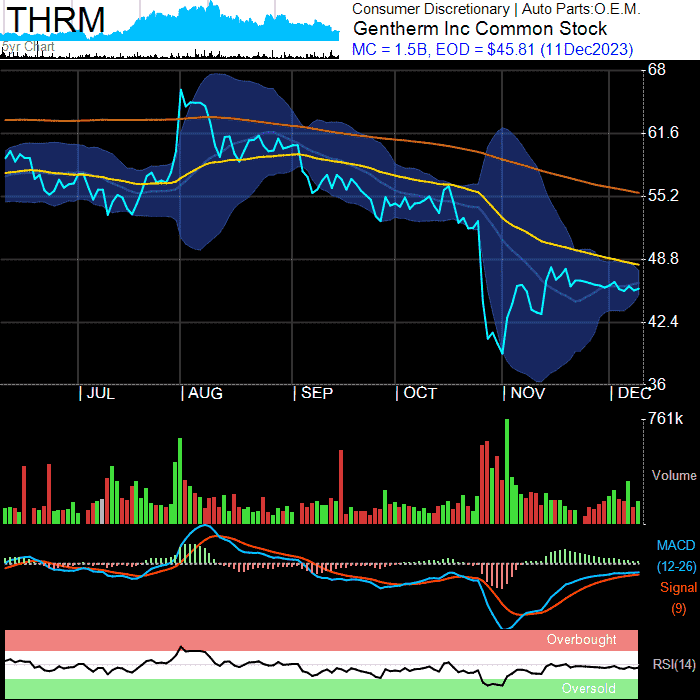 THRM
Consumer Discretionary | Auto Parts:O.E.M.
Gentherm Inc Common Stock
5yr Chart
MC = 1.5B, EOD = $45.81 (11Dec2023)
68
61.6
55.2
48.8
42.4
36
| JUL | AUG | SEP | OCT | NOV | DEC
761k
Volume
MACD
(12-26)
Signal
(9)
Overbought
RSI(14)
Oversold